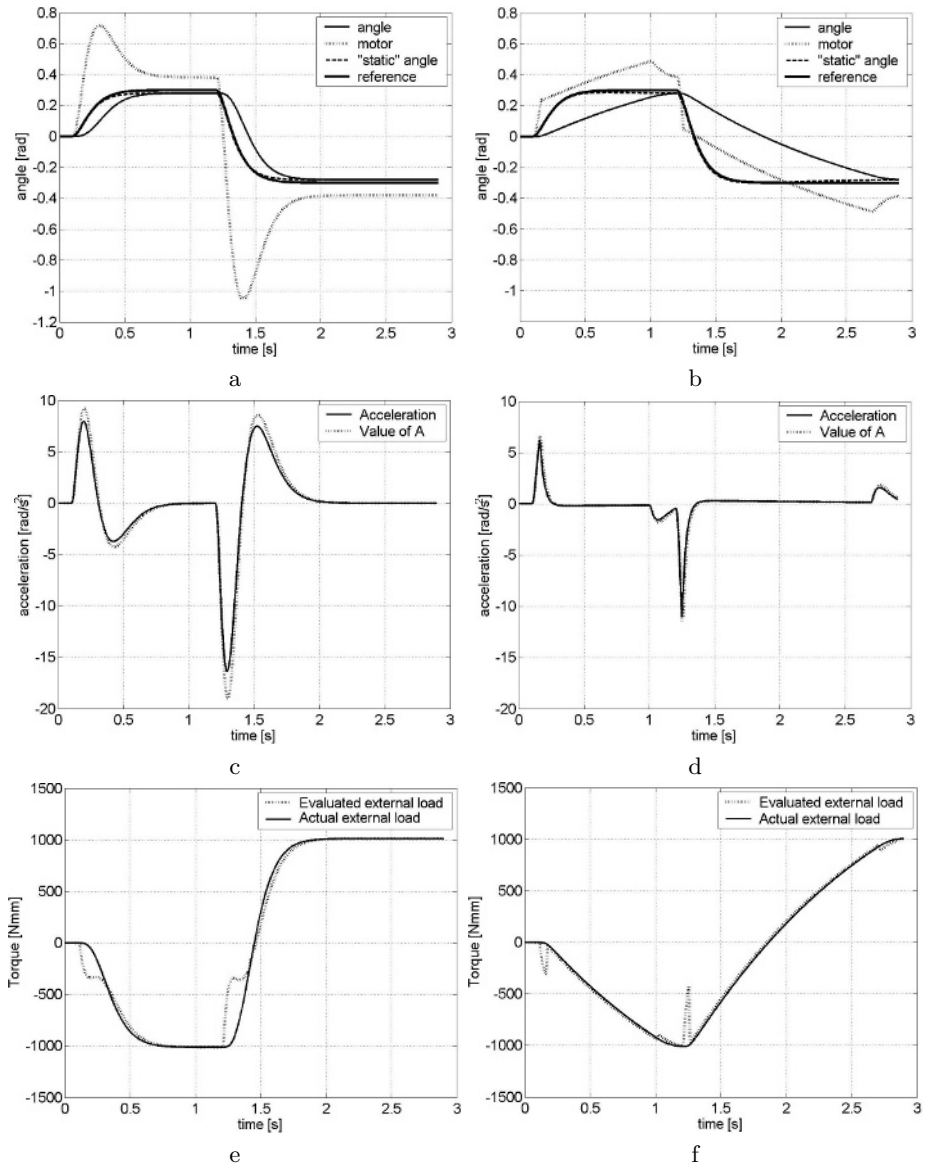 0.8
0.6
0.4
0.2
0
-0.2
-0.4
-0.6
-0.8
-1
-1.2
angle [rad]
angle
motor
"static" angle
reference
0 0.5 1 1.5 2 2.5 3
time [s]
a
0.8
0.6
0.4
0.2
0
-0.2
-0.4
-0.6
-0.8
-1
angle [rad]
angle
motor
"static" angle
reference
0 0.5 1 1.5 2 2.5 3
time [s]
b
10
5
0
-5
-10
-15
-20
acceleration [rad/s²]
Acceleration
Value of A
0 0.5 1 1.5 2 2.5 3
time [s]
c
10
5
0
-5
-10
-15
-20
acceleration [rad/s²]
Acceleration
Value of A
0 0.5 1 1.5 2 2.5 3
time [s]
d
1500
1000
500
0
-500
-1000
-1500
Torque [Nmm]
Evaluated external load
Actual external load
0 0.5 1 1.5 2 2.5 3
time [s]
e
1500
1000
500
0
-500
-1000
-1500
Torque [Nmm]
Evaluated external load
Actual external load
0 0.5 1 1.5 2 2.5 3
time [s]
f